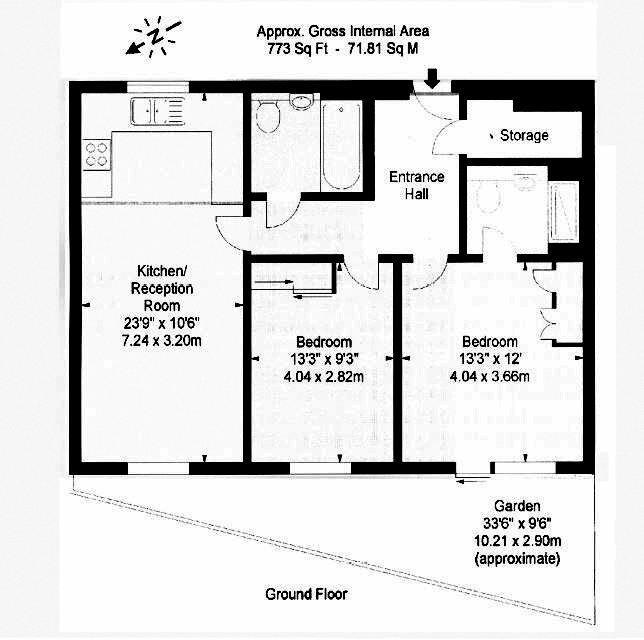 Approx. Gross Internal Area
773 Sq Ft - 71.81 Sq M
N
Storage
Entrance
Hall
Kitchen/
Reception
Room
23'9" x 10'6"
7.24 x 3.20m
Bedroom
13'3" x 9'3"
4.04 x 2.82m
Bedroom
13'3" x 12'
4.04 x 3.66m
Garden
33'6" x 9'6"
10.21 x 2.90m
(approximate)
Ground Floor